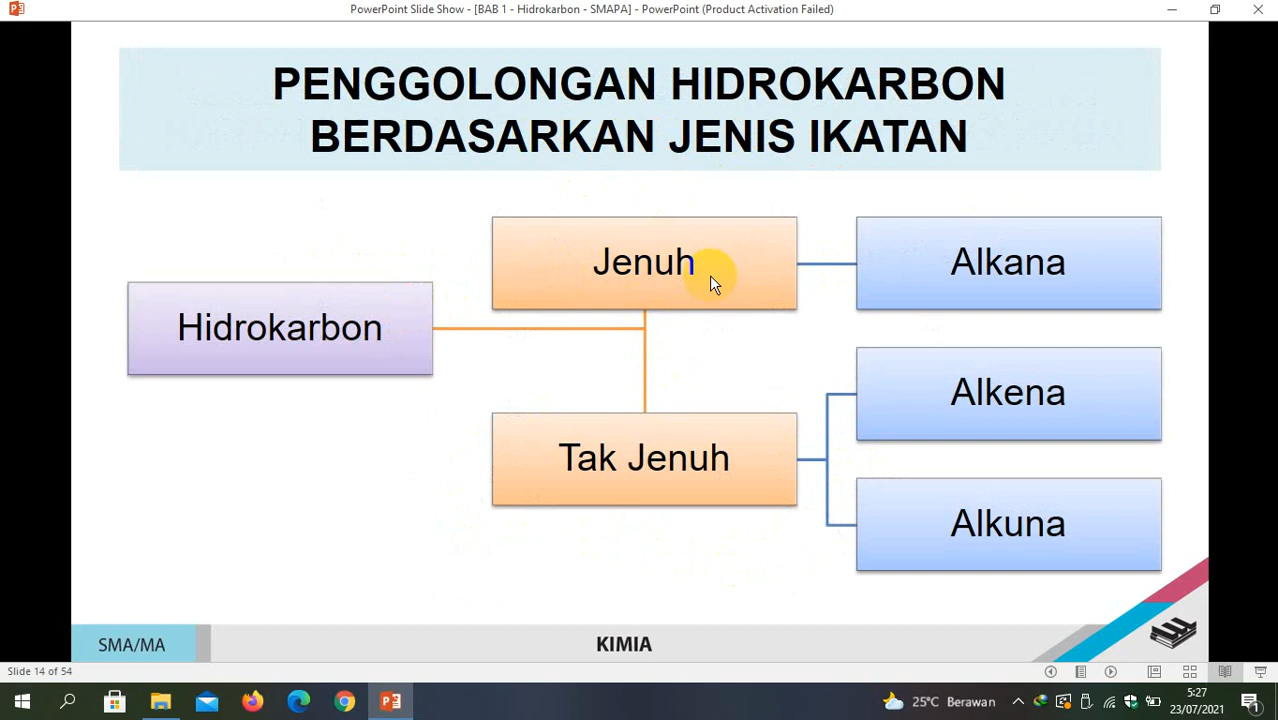 PowerPoint Slide Show - [BAB 1 - Hidrokarbon - SMAPA] - PowerPoint (Product Activation Failed)
PENGGOLONGAN HIDROKARBON
BERDASARKAN JENIS IKATAN
Hidrokarbon
Jenuh
Tak Jenuh
Alkana
Alkena
Alkuna
SMA/MA
KIMIA
Slide 14 of 54
25°C Berawan
5:27
23/07/2021